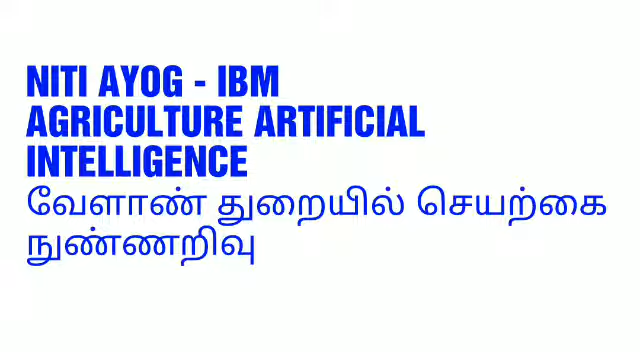 NITI AYOG - IBM
AGRICULTURE ARTIFICIAL
INTELLIGENCE
வேளாண் துறையில் செயற்கை
நுண்ணறிவு